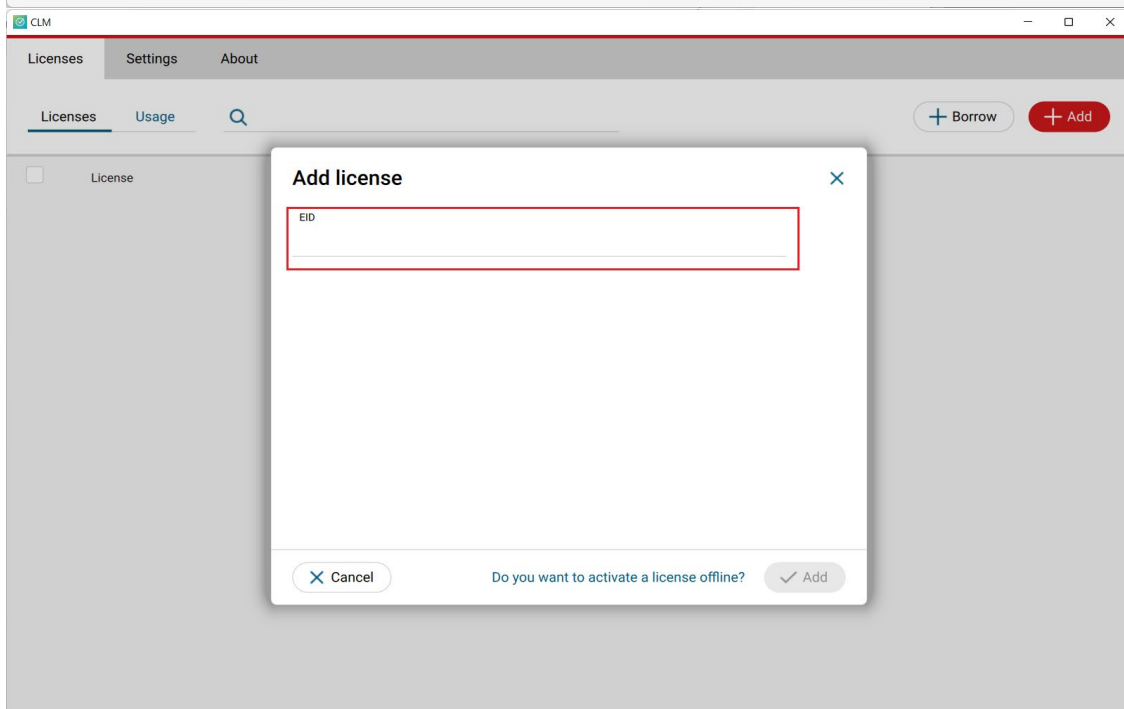 CLM
Licenses Settings About
Licenses Usage Borrow Add
License
Add license
EID
Cancel Do you want to activate a license offline? Add